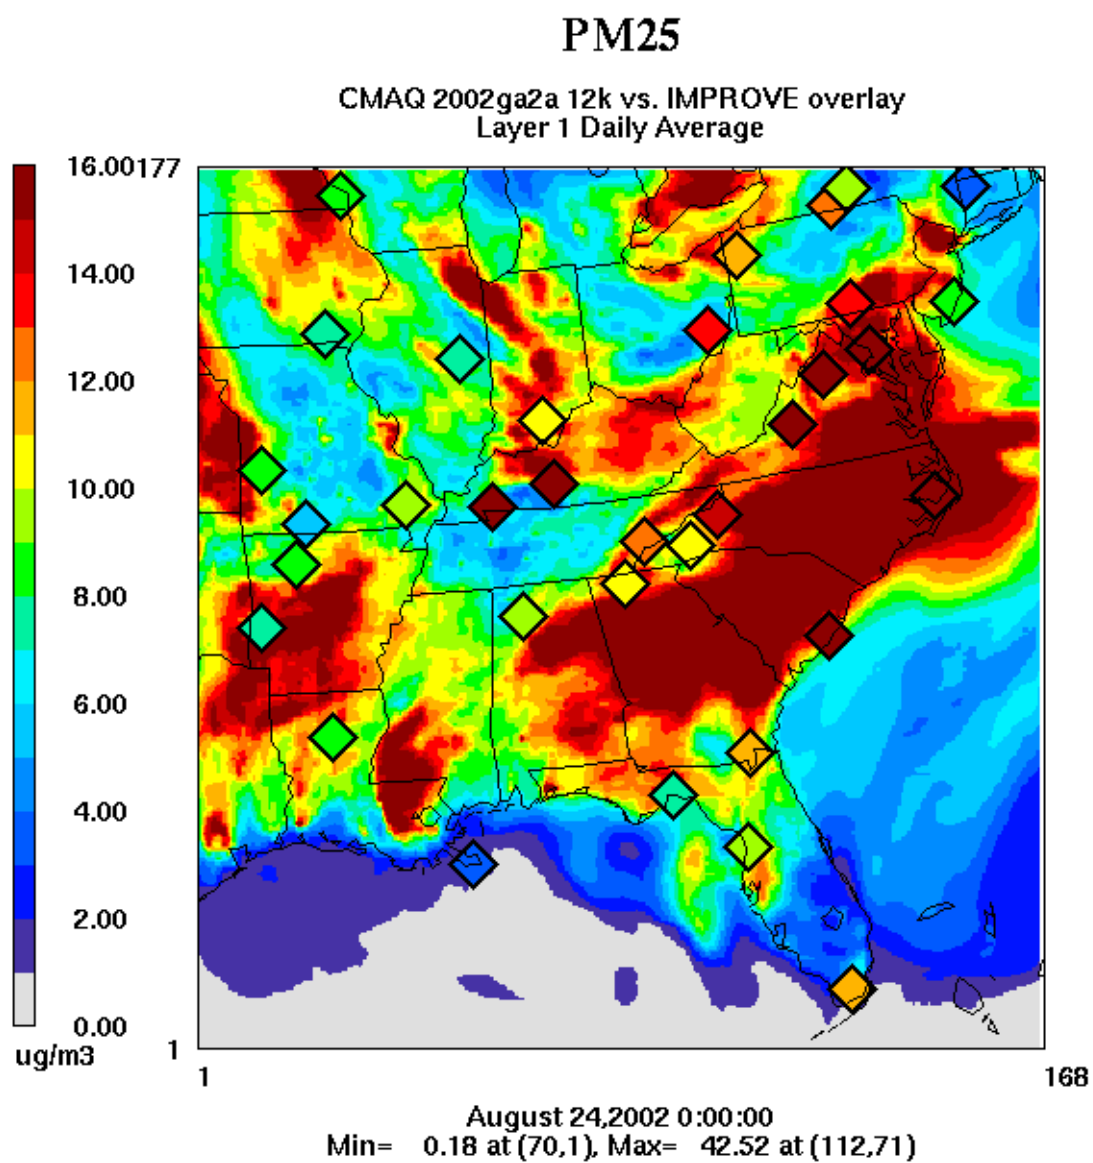 PM25
CMAQ 2002ga2a 12k vs. IMPROVE overlay
Layer 1 Daily Average
16.00
177
14.00
12.00
10.00
8.00
6.00
4.00
2.00
0.00
ug/m3
1
1
168
August 24,2002 0:00:00
Min= 0.18 at (70,1), Max= 42.52 at (112,71)